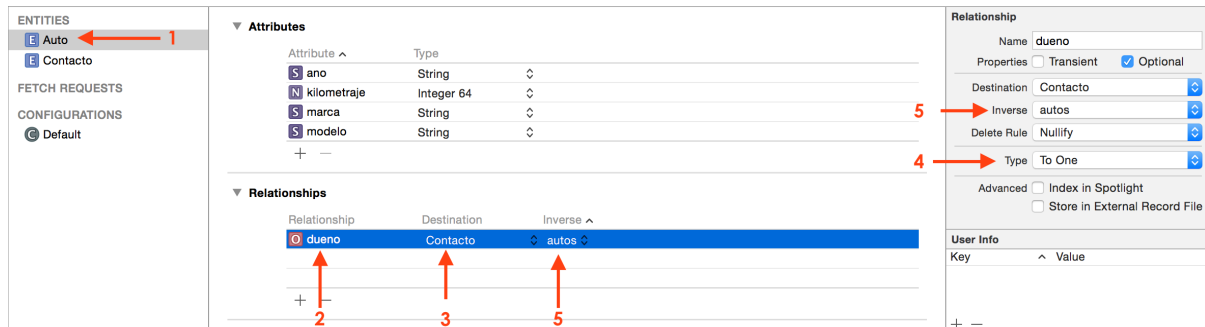 ENTITIES
E Auto 1
E Contacto
FETCH REQUESTS
CONFIGURATIONS
C Default
Attributes
Attribute Type
S ano String
N kilometraje Integer 64
S marca String
S modelo String
+ −
Relationships
Relationship Destination Inverse
O dueno Contacto autos
+ −
2 3 5
Relationship
Name dueno
Properties Transient Optional
Destination Contacto
5 Inverse autos
Delete Rule Nullify
4 Type To One
Advanced Index in Spotlight
Store in External Record File
User Info
Key Value
+ −